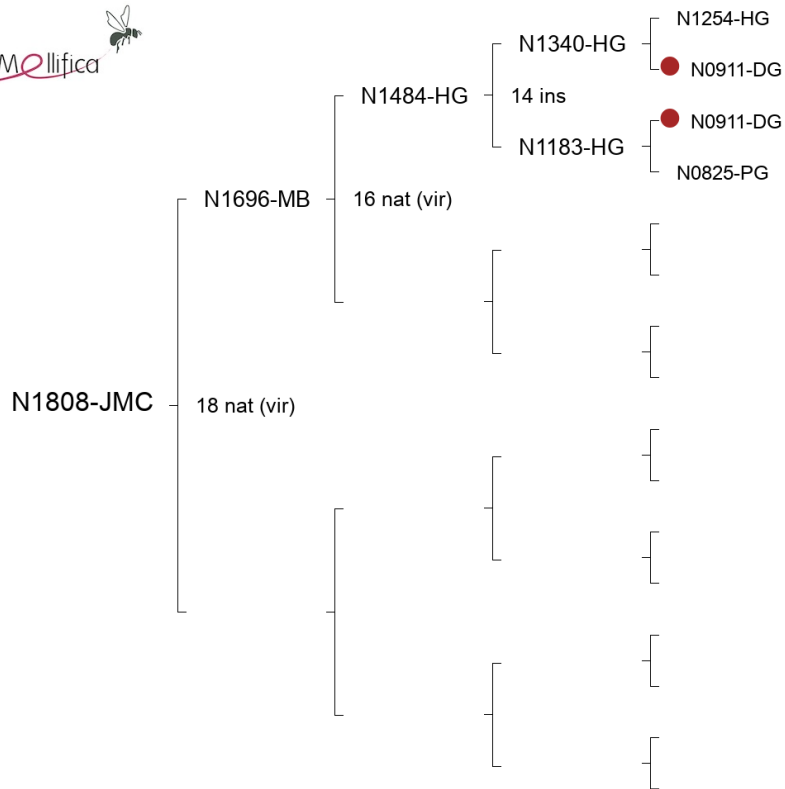 Mellifica
N1254-HG
N1340-HG
N0911-DG
N1484-HG
14 ins
N0911-DG
N1183-HG
N0825-PG
N1696-MB
16 nat (vir)
N1808-JMC
18 nat (vir)